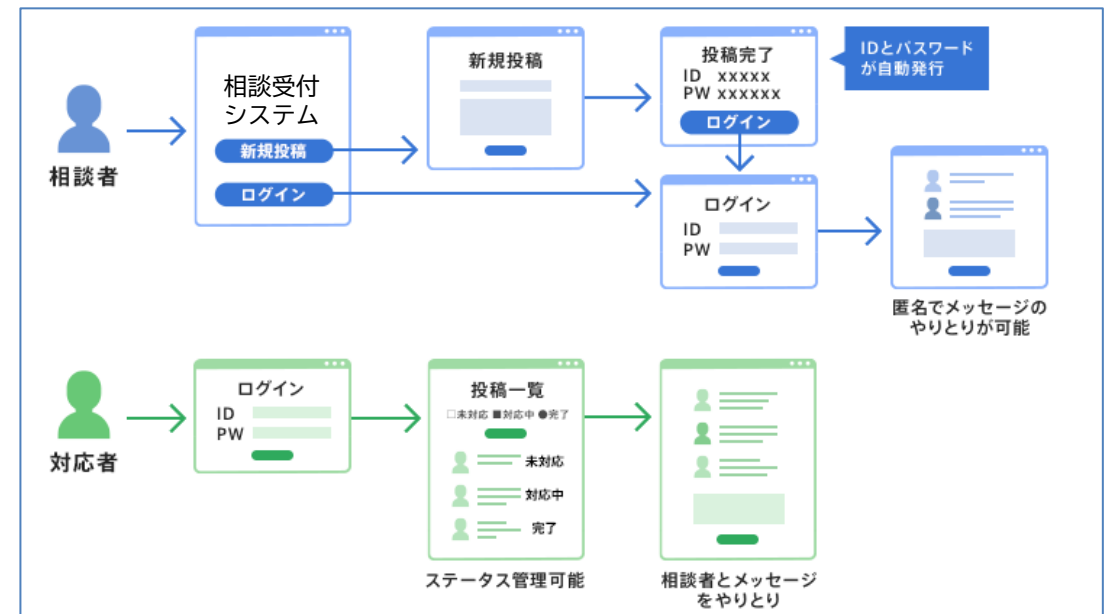 相談者
相談受付
システム
新規投稿
ログイン
新規投稿
投稿完了
ID xxxxx
PW xxxxxx
ログイン
IDとパスワード
が自動発行
ログイン
ID
PW
匿名でメッセージの
やりとりが可能
対応者
ログイン
ID
PW
投稿一覧
□未対応 ■対応中 ●完了
未対応
対応中
完了
ステータス管理可能
相談者とメッセージ
をやりとり